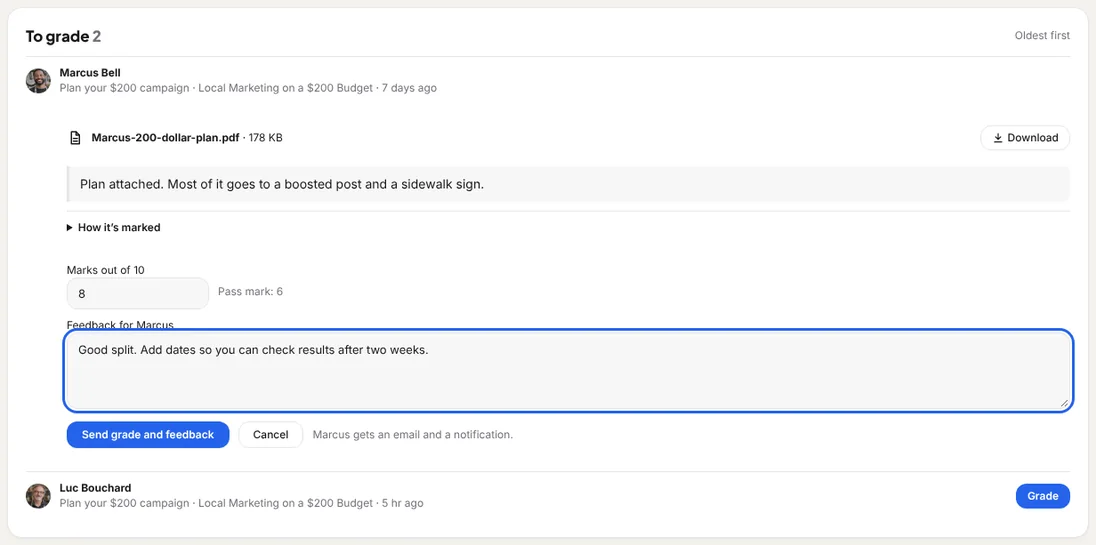 To grade 2
Oldest first
Marcus Bell
Plan your $200 campaign · Local Marketing on a $200 Budget · 7 days ago
Marcus-200-dollar-plan.pdf · 178 KB
Download
Plan attached. Most of it goes to a boosted post and a sidewalk sign.
How it’s marked
Marks out of 10
8
Pass mark: 6
Feedback for Marcus
Good split. Add dates so you can check results after two weeks.
Send grade and feedback
Cancel
Marcus gets an email and a notification.
Luc Bouchard
Plan your $200 campaign · Local Marketing on a $200 Budget · 5 hr ago
Grade